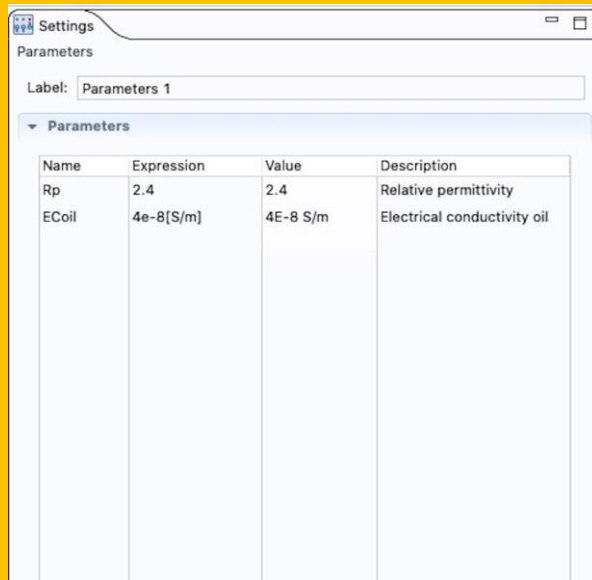 Settings
Parameters
Label: Parameters 1
Parameters
Name Expression Value Description
Rp 2.4 2.4 Relative permittivity
ECoil 4e-8[S/m] 4E-8 S/m Electrical conductivity oil